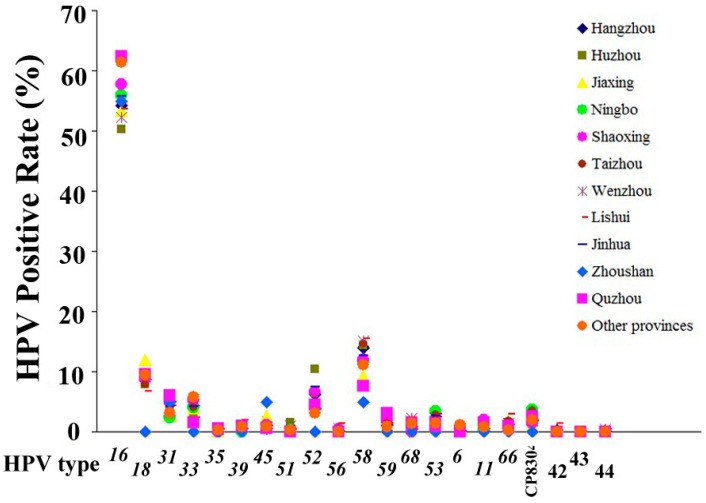 HPV Positive Rate (%)
70
60
50
40
30
20
10
0
HPV type
16 18 31 33 35 39 45 51 52 56 58 59 68 53 6 11 66 CP830- 42 43 44
Hangzhou
Huzhou
Jiaxing
Ningbo
Shaoxing
Taizhou
Wenzhou
Lishui
Jinhua
Zhoushan
Quzhou
Other provinces